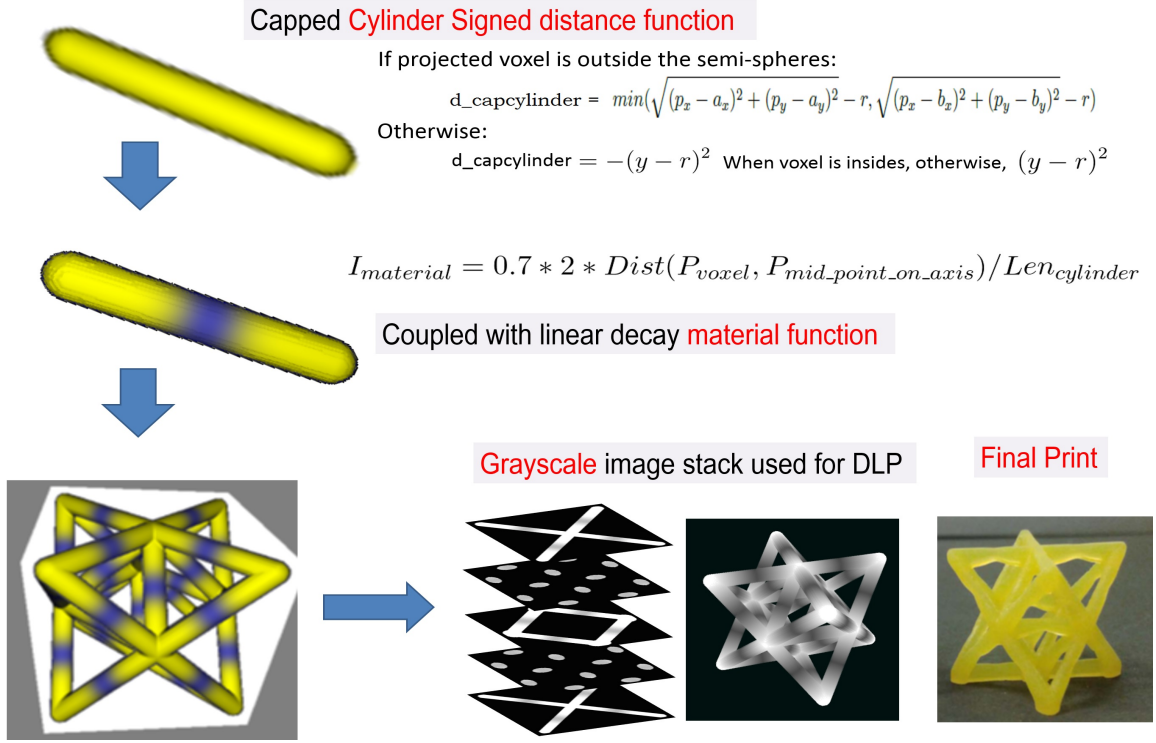 Capped Cylinder Signed distance function
If projected voxel is outside the semi-spheres:
d_capcylinder = min(√((p_x − a_x)² + (p_y − a_y)²) − r, √((p_x − b_x)² + (p_y − b_y)²) − r)
Otherwise:
d_capcylinder = −(y − r)² When voxel is insides, otherwise, (y − r)²
I_material = 0.7 * 2 * Dist(P_voxel, P_mid_point_on_axis)/Len_cylinder
Coupled with linear decay material function
Grayscale image stack used for DLP
Final Print